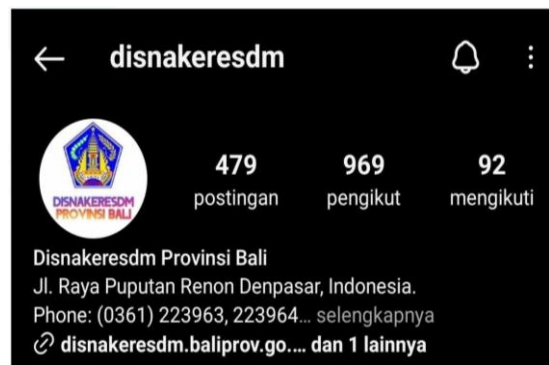 disnakeresdm
479 969 92
postingan pengikut mengikuti
DISNAKERESDM
PROVINSI BALI
Disnakeresdm Provinsi Bali
Jl. Raya Puputan Renon Denpasar, Indonesia.
Phone: (0361) 223963, 223964... selengkapnya
disnakeresdm.baliprov.go.... dan 1 lainnya